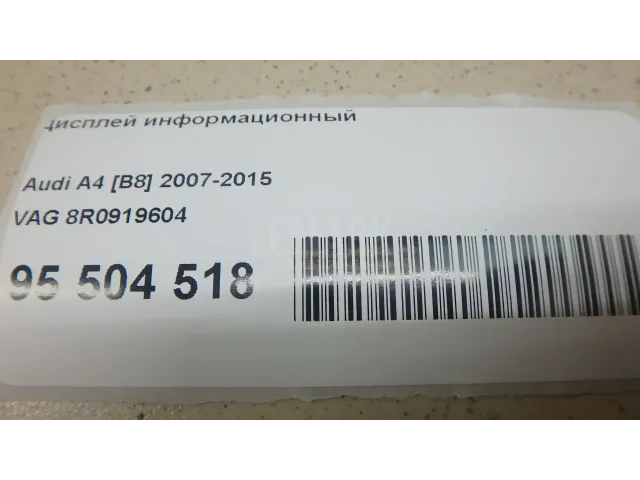 дисплей информационный
Audi A4 [B8] 2007-2015
VAG 8R0919604
95 504 518